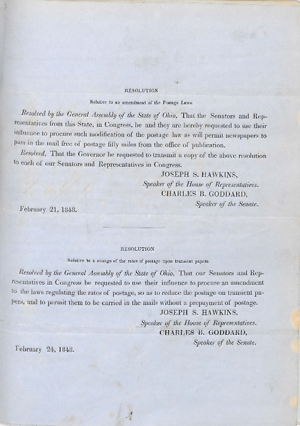 RESOLUTION
Relative to an amendment of the Postage Laws.
Resolved by the General Assembly of the State of Ohio, That the Senators and Rep-
resentatives from this State, in Congress, be and they are hereby requested to use their
influence to procure such modification of the postage law as will permit newspapers to
pass in the mail free of postage fifty miles from the office of publication.
Resolved, That the Governor be requested to transmit a copy of the above resolution
to each of our Senators and Representatives in Congress.
JOSEPH S. HAWKINS,
Speaker of the House of Representatives.
CHARLES B. GODDARD,
Speaker of the Senate.
February 21, 1848.
RESOLUTION
Relative to a change of the rates of postage upon transient papers.
Resolved by the General Assembly of the State of Ohio, That our Senators and Rep-
resentatives in Congress be requested to use their influence to procure an amendment
to the laws regulating the rates of postage, so as to reduce the postage on transient pa-
pers, and to permit them to be carried in the mails without a prepayment of postage.
JOSEPH S. HAWKINS,
Speaker of the House of Representatives.
CHARLES B. GODDARD,
Speaker of the Senate.
February 24, 1848.